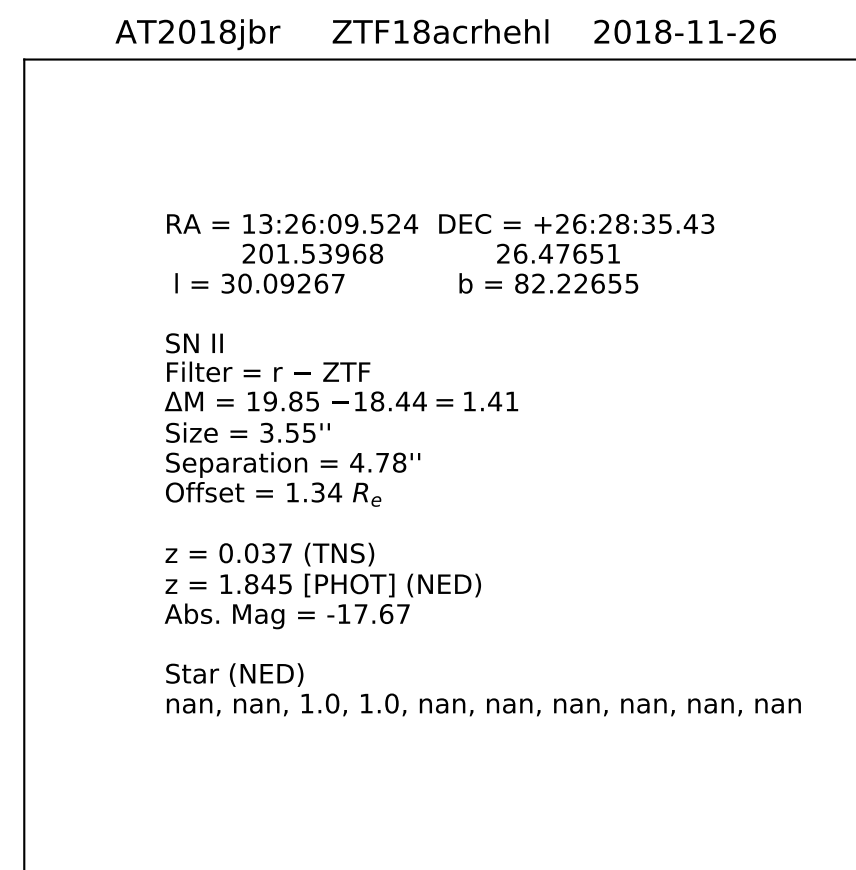 AT2018jbr ZTF18acrhehl 2018-11-26
RA = 13:26:09.524 DEC = +26:28:35.43
201.53968 26.47651
l = 30.09267 b = 82.22655
SN II
Filter = r − ZTF
ΔM = 19.85 −18.44 = 1.41
Size = 3.55''
Separation = 4.78''
Offset = 1.34 Re
z = 0.037 (TNS)
z = 1.845 [PHOT] (NED)
Abs. Mag = -17.67
Star (NED)
nan, nan, 1.0, 1.0, nan, nan, nan, nan, nan, nan